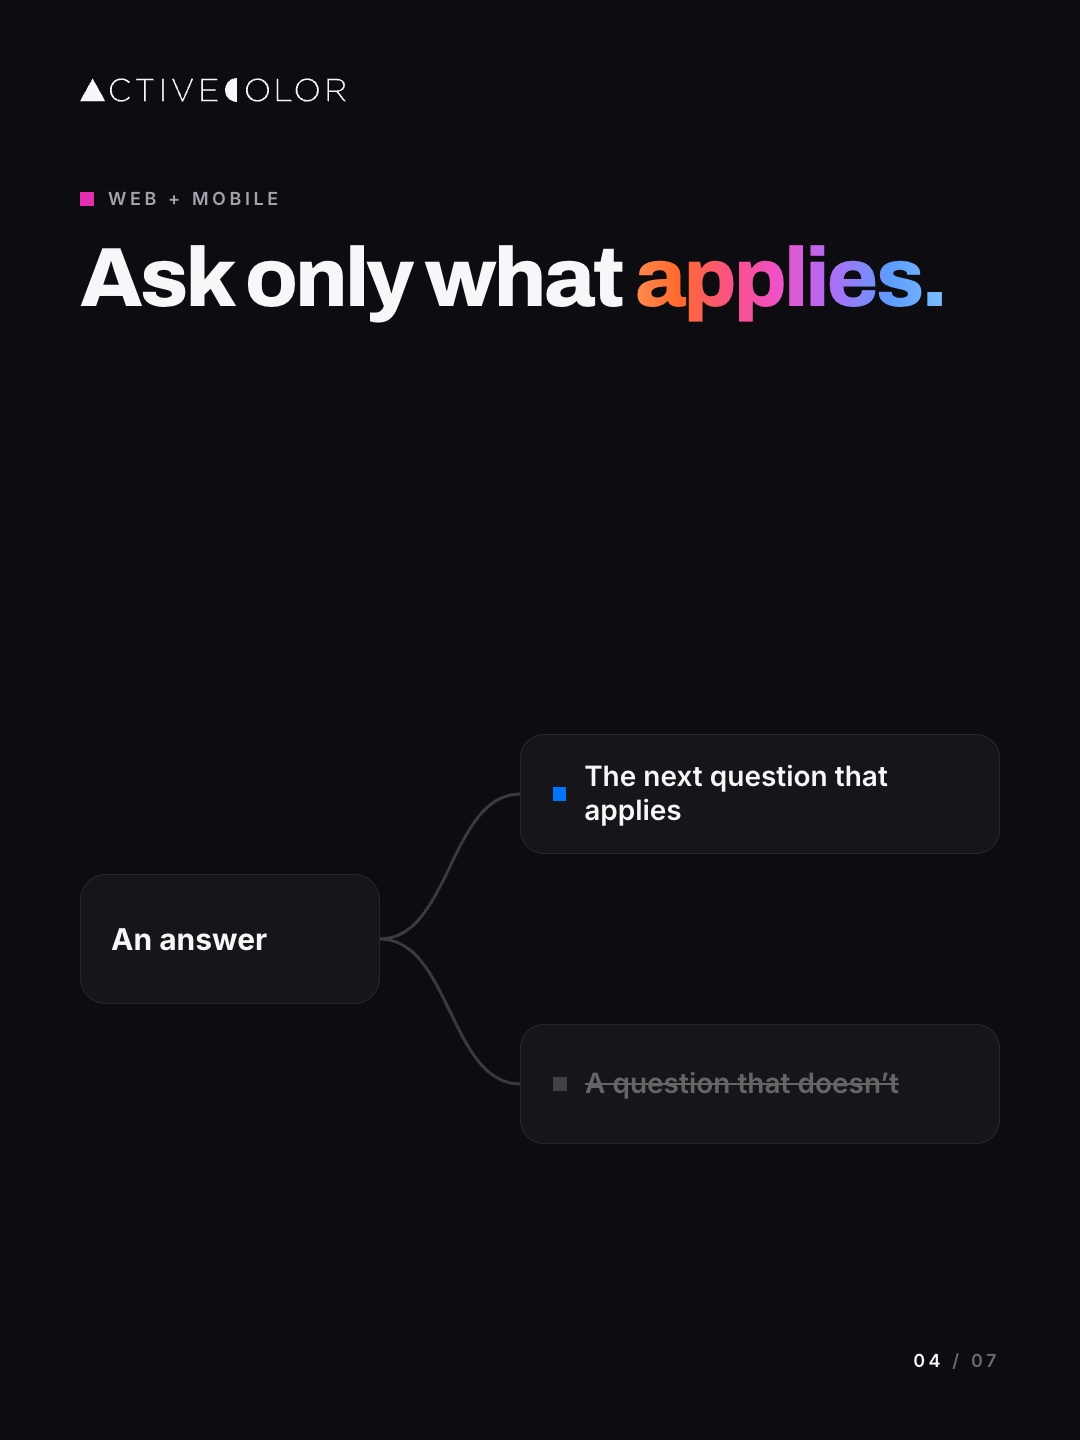 ACTIVECOLOR
WEB + MOBILE
Ask only what applies.
The next question that
applies
An answer
A question that doesn’t
04 / 07